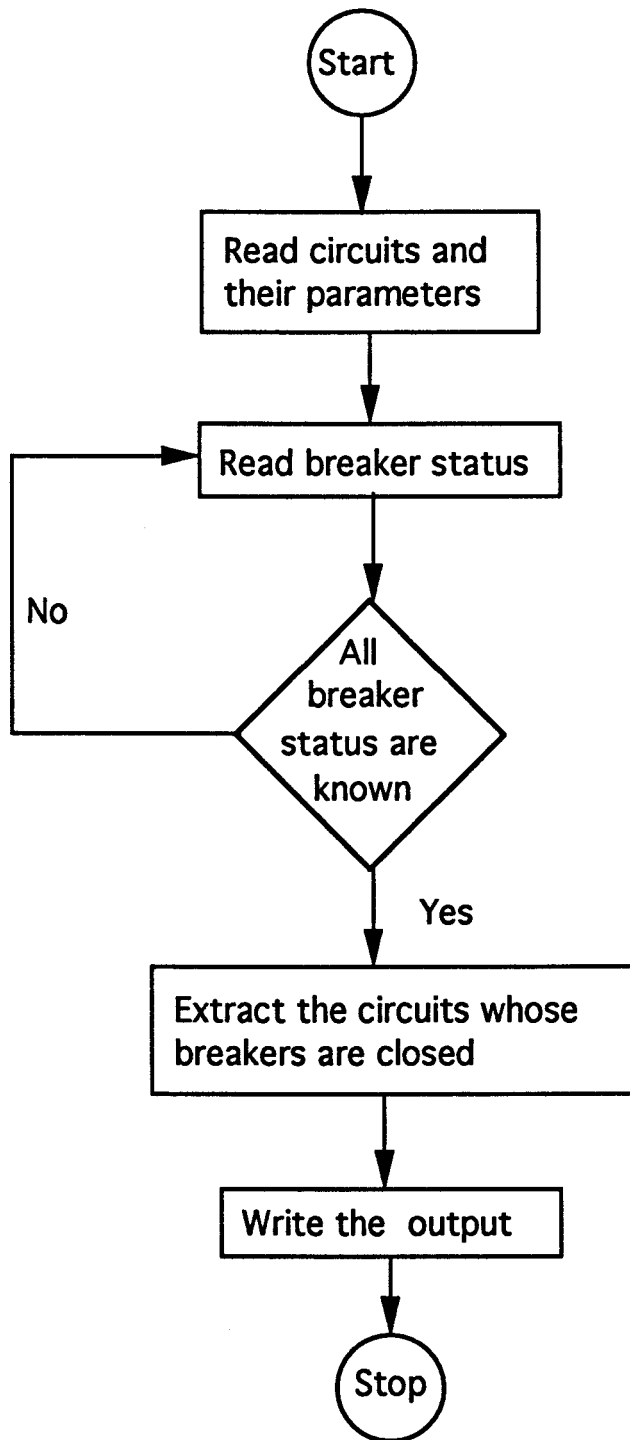 Start
Read circuits and
their parameters
Read breaker status
No
All
breaker
status are
known
Yes
Extract the circuits whose
breakers are closed
Write the output
Stop